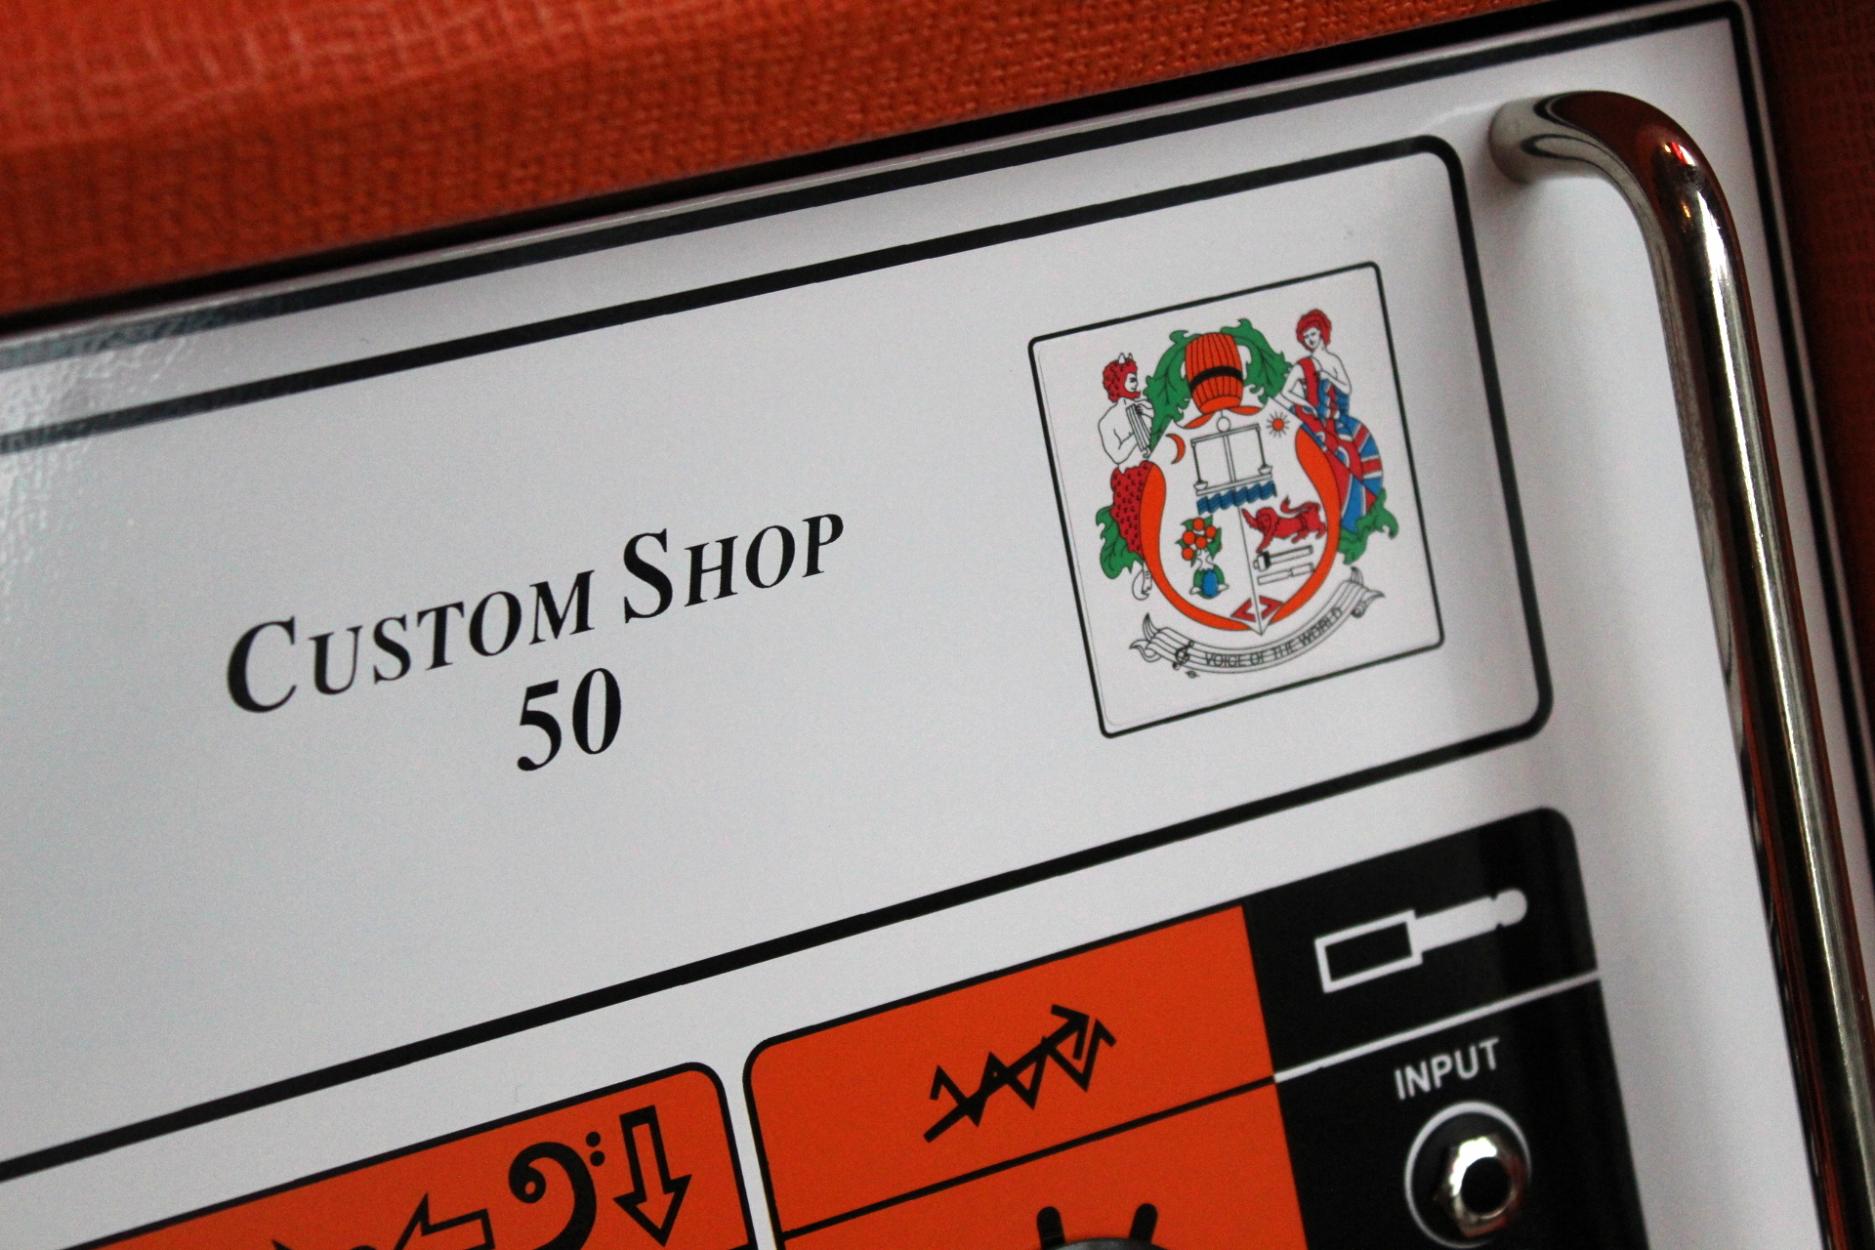 CUSTOM SHOP
50
VOICE OF THE WORLD
INPUT